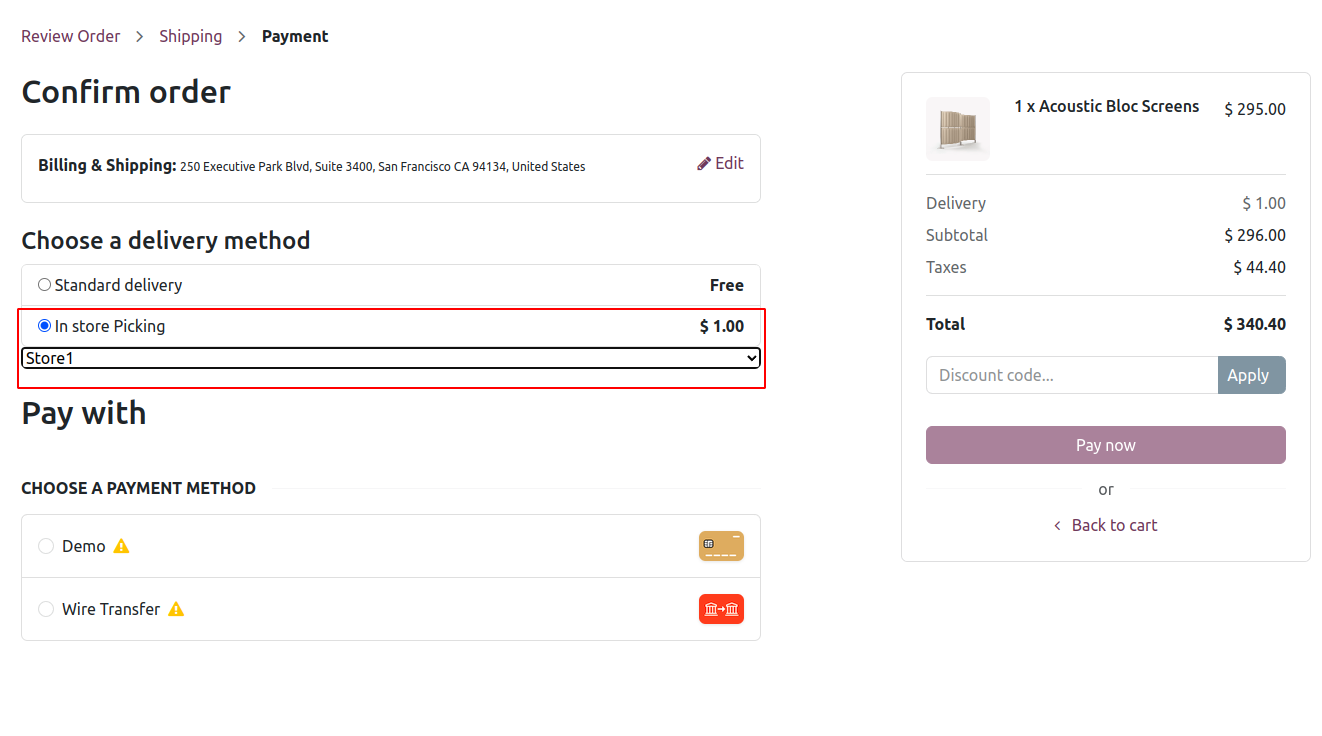 Review Order > Shipping > Payment
Confirm order
Billing & Shipping: 250 Executive Park Blvd, Suite 3400, San Francisco CA 94134, United States
Edit
Choose a delivery method
Standard delivery Free
In store Picking $ 1.00
Store1
Pay with
CHOOSE A PAYMENT METHOD
Demo
Wire Transfer
1 x Acoustic Bloc Screens $ 295.00
Delivery $ 1.00
Subtotal $ 296.00
Taxes $ 44.40
Total $ 340.40
Discount code... Apply
Pay now
or
< Back to cart